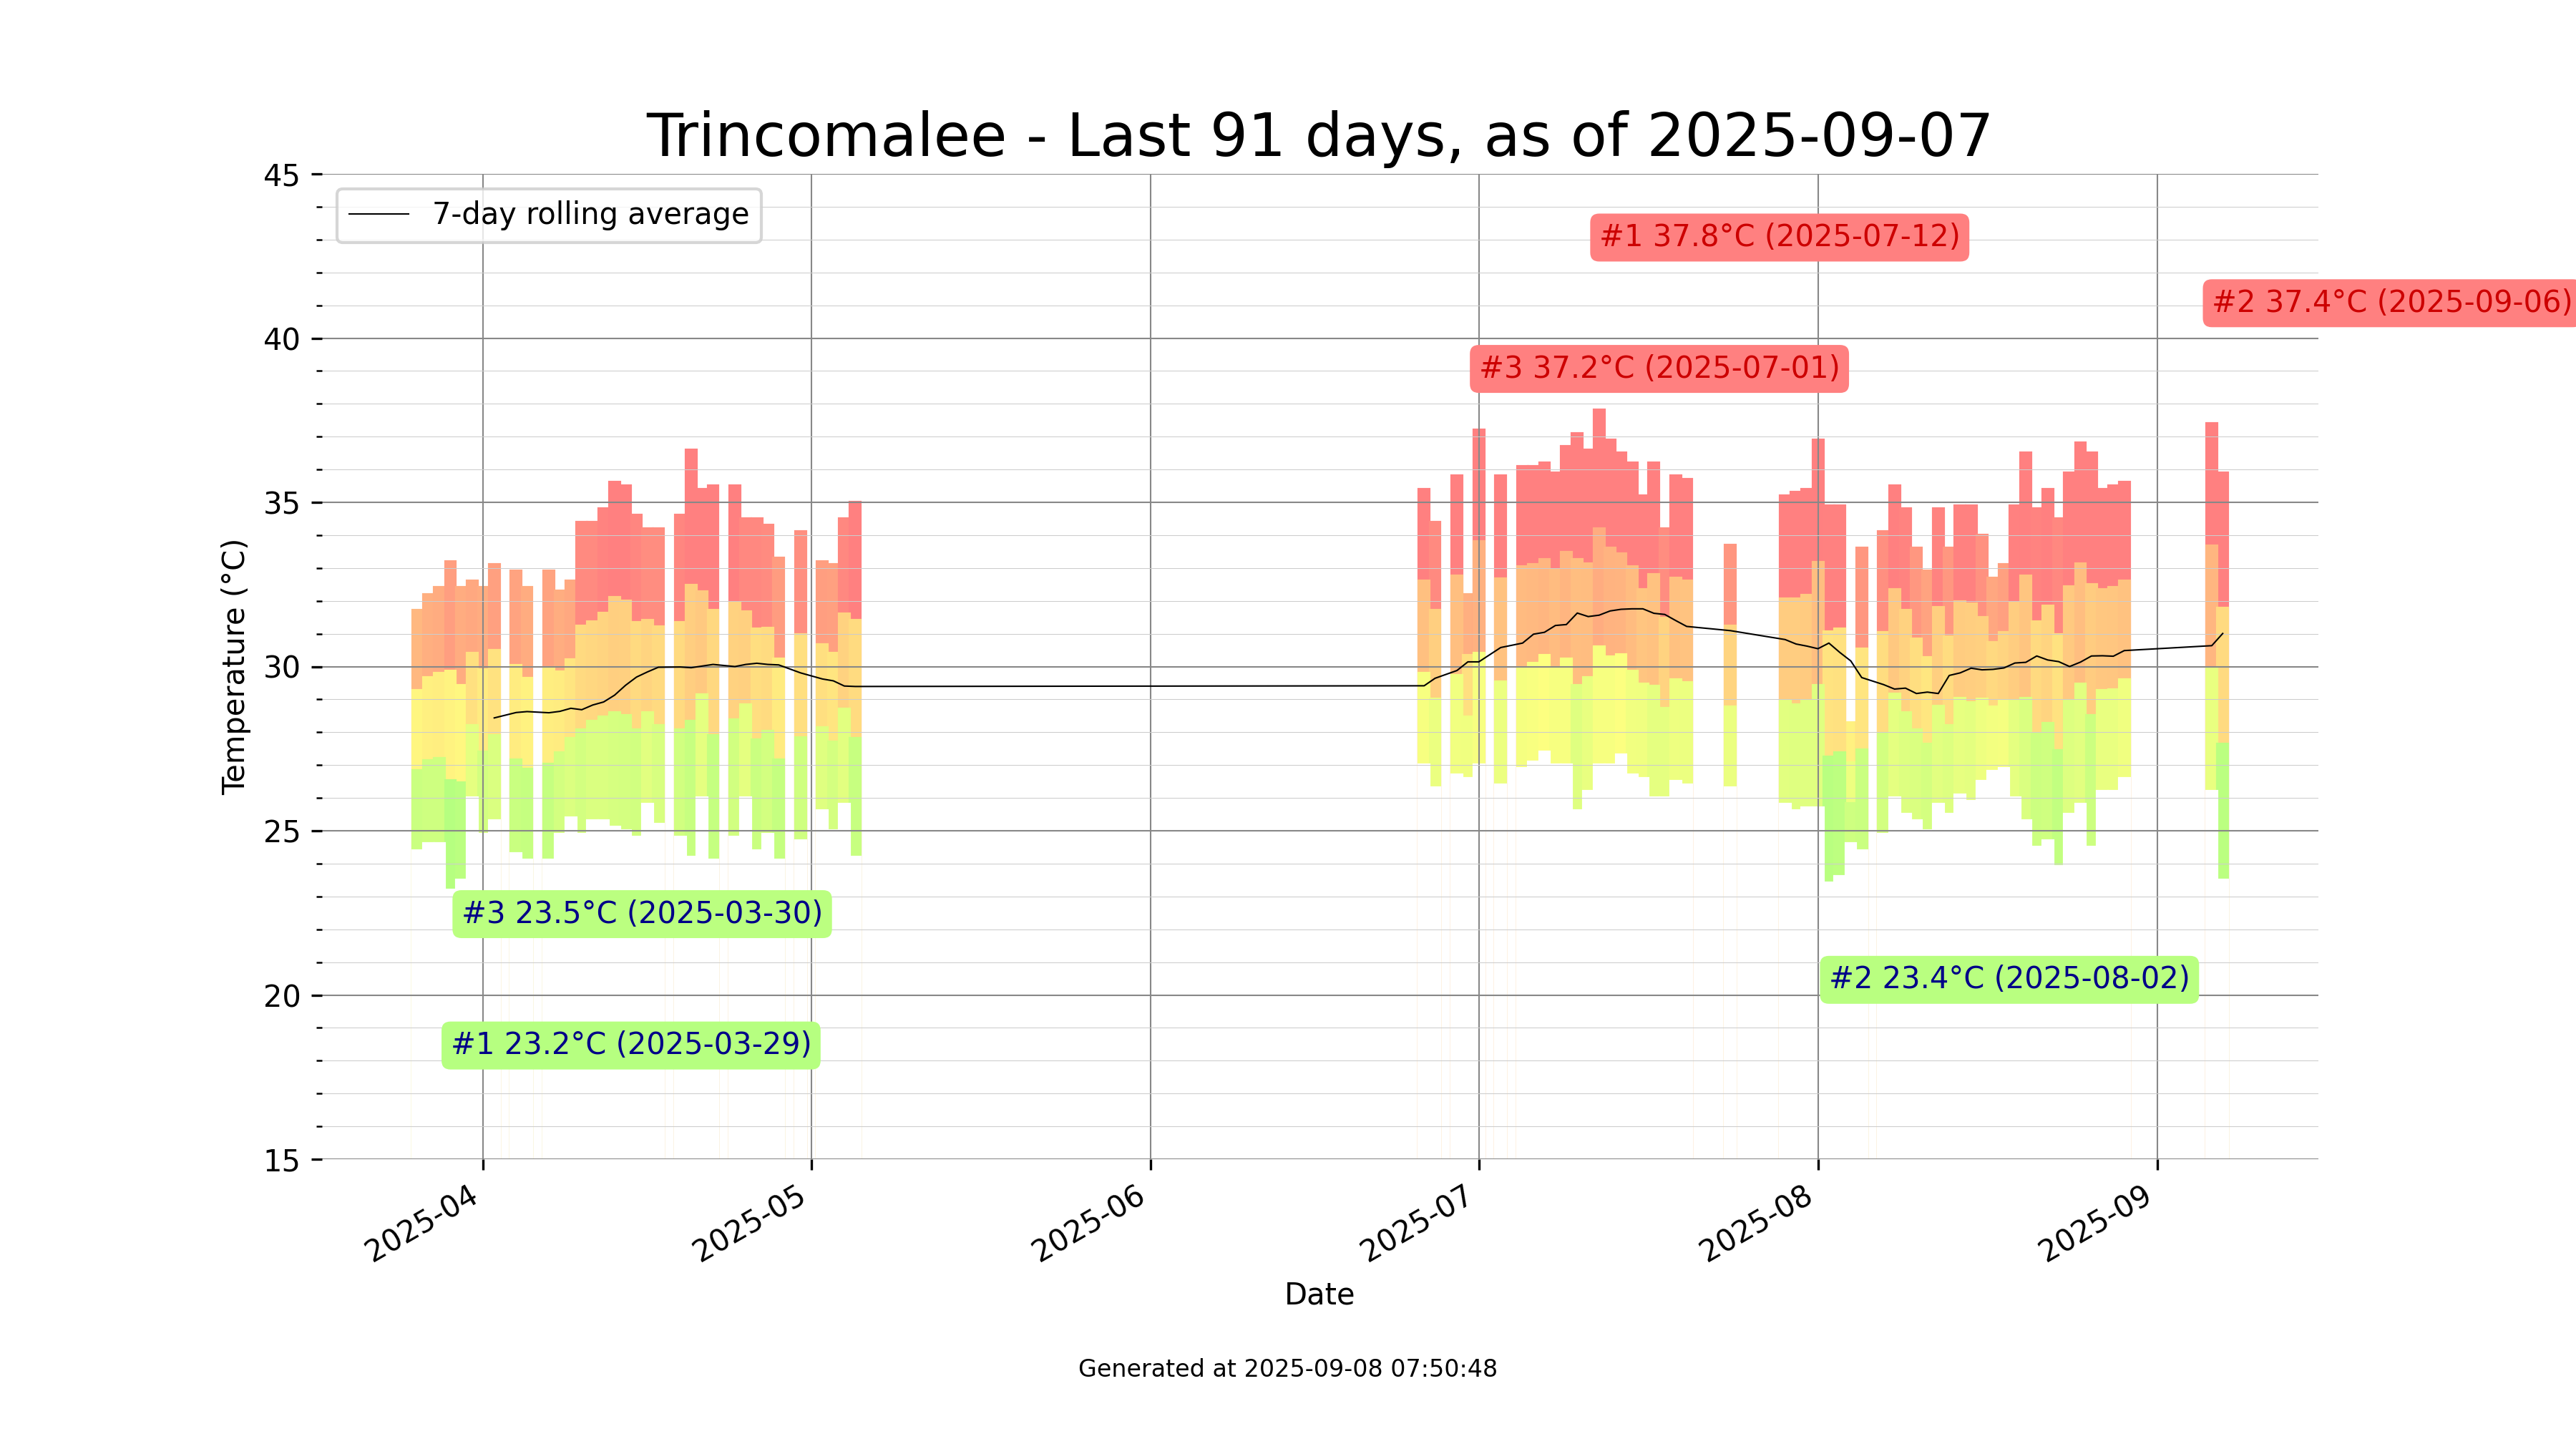 Trincomalee - Last 91 days, as of 2025-09-07
7-day rolling average
#1 37.8°C (2025-07-12)
#2 37.4°C (2025-09-06)
#3 37.2°C (2025-07-01)
#3 23.5°C (2025-03-30)
#2 23.4°C (2025-08-02)
#1 23.2°C (2025-03-29)
Temperature (°C)
45
40
35
30
25
20
15
2025-04
2025-05
2025-06
2025-07
2025-08
2025-09
Date
Generated at 2025-09-08 07:50:48